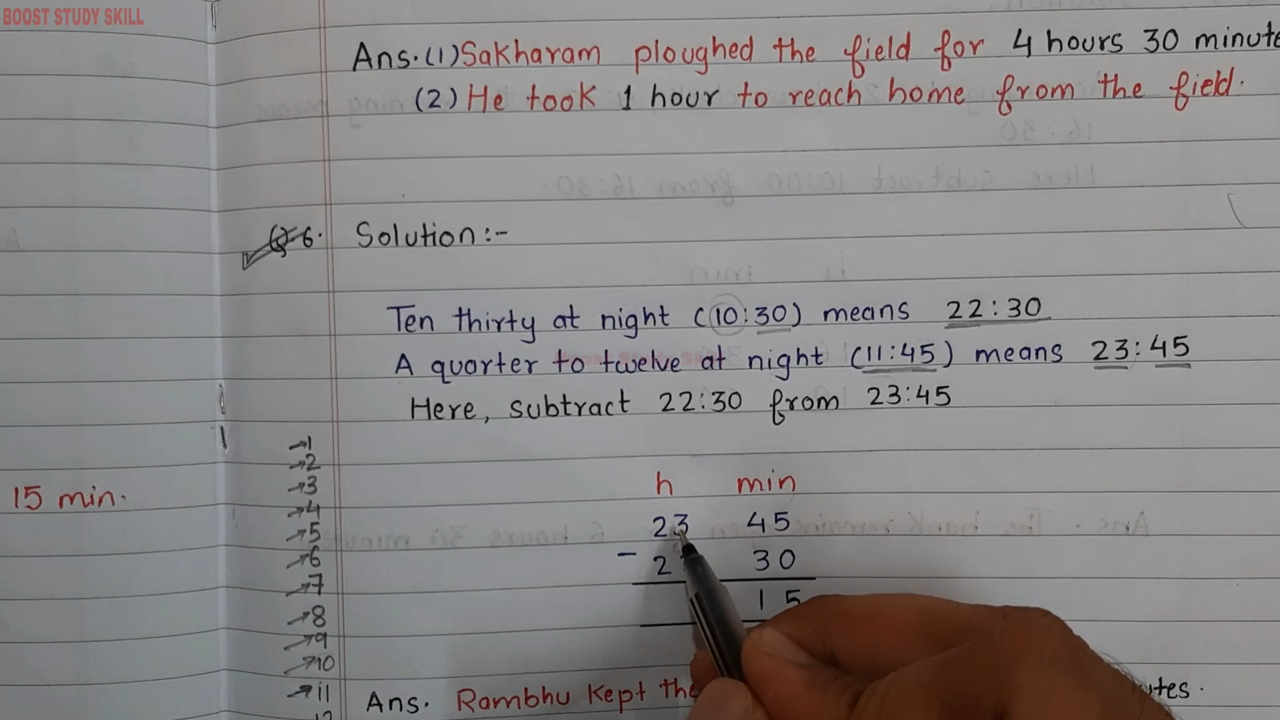 BOOST STUDY SKILL
Ans. (1) Sakharam ploughed the field for 4 hours 30 minute
(2) He took 1 hour to reach home from the field.
Q 6. Solution :-
Ten thirty at night (10:30) means 22:30
A quarter to twelve at night (11:45) means 23:45
Here, subtract 22:30 from 23:45
→1
→2
→3
15 min.
→4
→5
→6
→7
→8
→9
→10
→11
12
h min
23 45
- 2 30
15
Ans. Rambhu kept the utes.